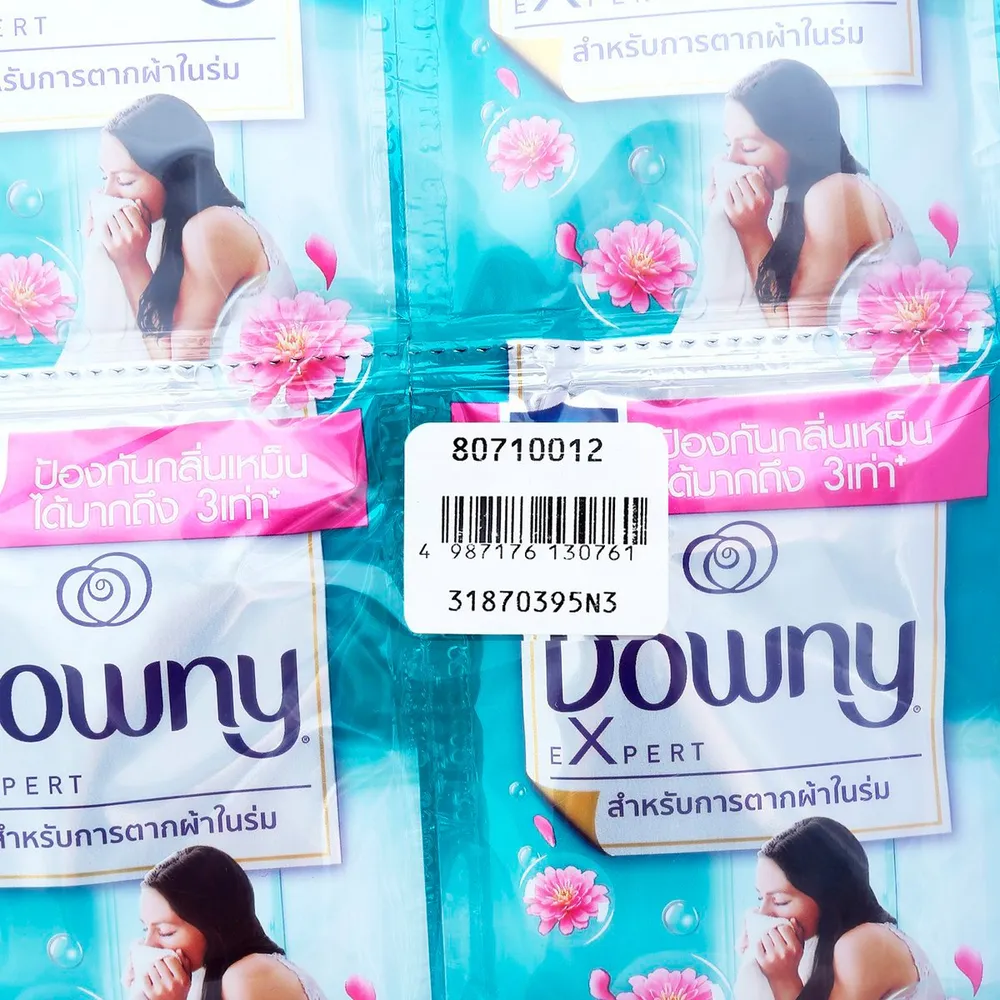 PERT
รับการตากผ้าในร่ม
EXPERT
สำหรับการตากผ้าในร่ม
ป้องกันกลิ่นเหม็น
ได้มากถึง 3เท่า+
80710012
4 987176 130761
31870395N3
ป้องกันกลิ่นเหม็น
ได้มากถึง 3เท่า+
owny®
PERT
สำหรับการตากผ้าในร่ม
Downy®
EXPERT
สำหรับการตากผ้าในร่ม